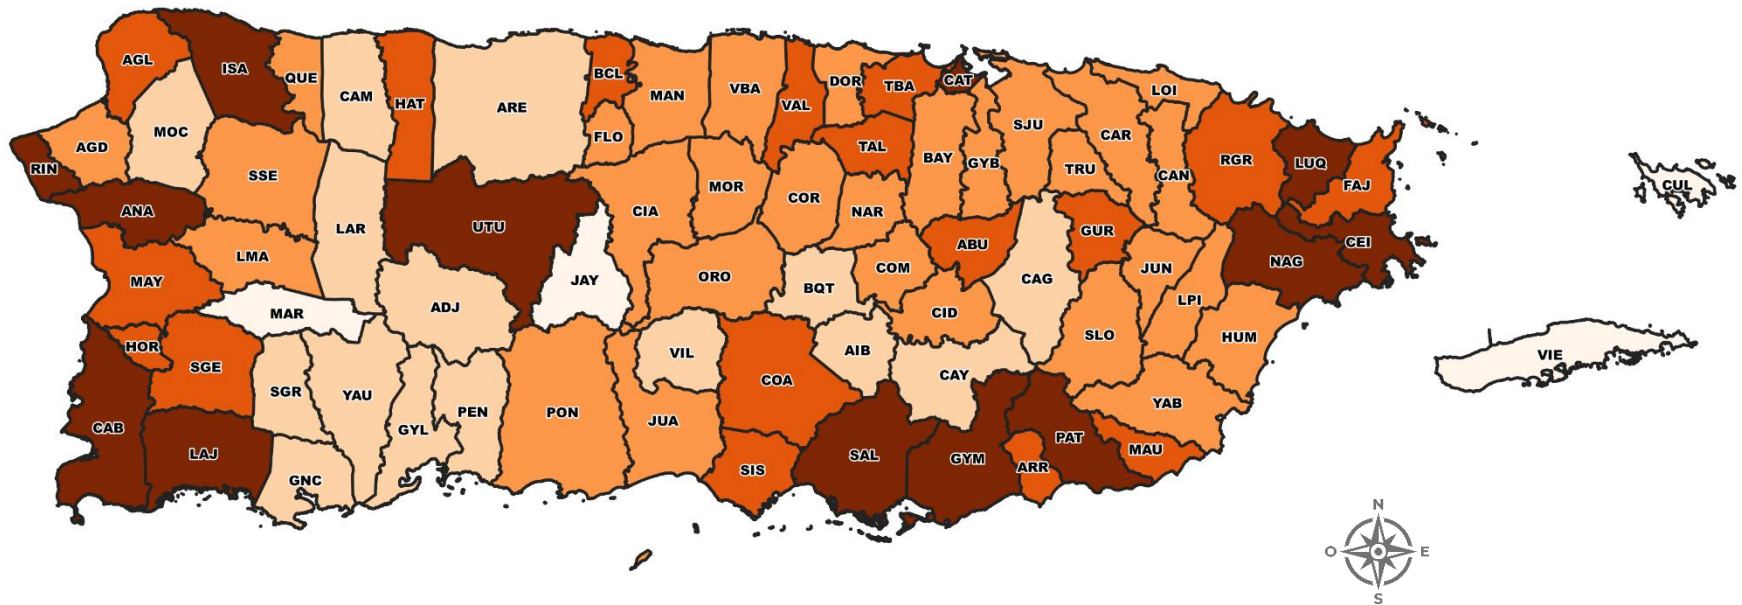 AGL
ISA
QUE
CAM
HAT
ARE
BCL
MAN
VBA
VAL
DOR
TBA
CAT
LOI
MOC
AGD
RIN
SSE
FLO
TAL
BAY
GYB
SJU
TRU
CAR
CAN
RGR
LUQ
FAJ
CUL
ANA
LMA
LAR
UTU
CIA
MOR
COR
NAR
ABU
GUR
CEI
NAG
MAY
MAR
ADJ
JAY
ORO
BQT
COM
CAG
JUN
LPI
CID
SLO
HUM
HOR
SGE
SGR
YAU
VIL
AIB
CAY
COA
VIE
CAB
LAJ
GNC
GYL
PEN
PON
JUA
SIS
SAL
GYM
ARR
PAT
MAU
YAB
N
O
E
S